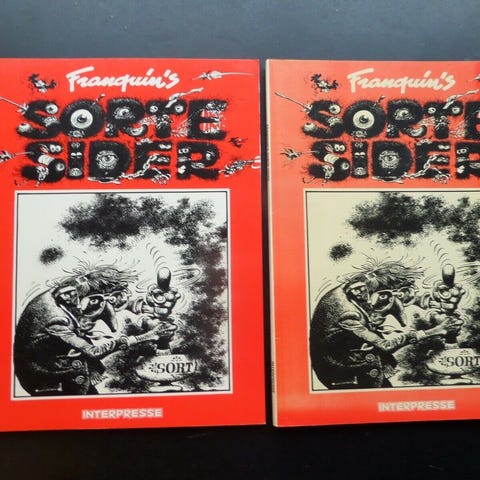 Franquin's
SORTE
SIDER
SORT
INTERPRESSE
Franquin's
SORTE
SIDER
SORT
INTERPRESSE